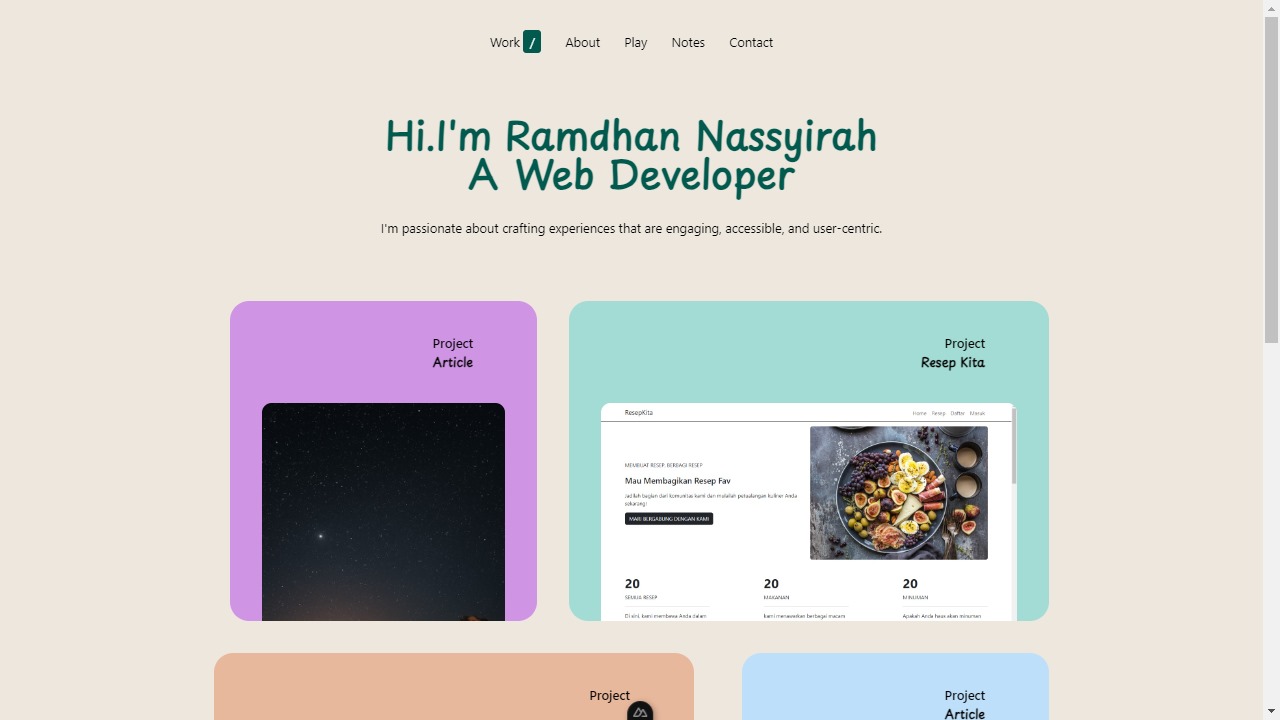 Work /
About
Play
Notes
Contact
Hi.I'm Ramdhan Nassyirah
A Web Developer
I'm passionate about crafting experiences that are engaging, accessible, and user-centric.
Project
Article
Project
Resep Kita
ResepKita
Home Resep Daftar Masuk
MEMBUAT RESEP, BERBAGI RESEP
Mau Membagikan Resep Fav
Jadilah bagian dari komunitas kami dan mulailah petualangan kuliner Anda
sekarang!
MARI BERGABUNG DENGAN KAMI
20
SEMUA RESEP
Di sini, kami membawa Anda dalam
20
MAKANAN
kami menawarkan berbagai macam
20
MINUMAN
Apakah Anda haus akan minuman
Project
Project
Article